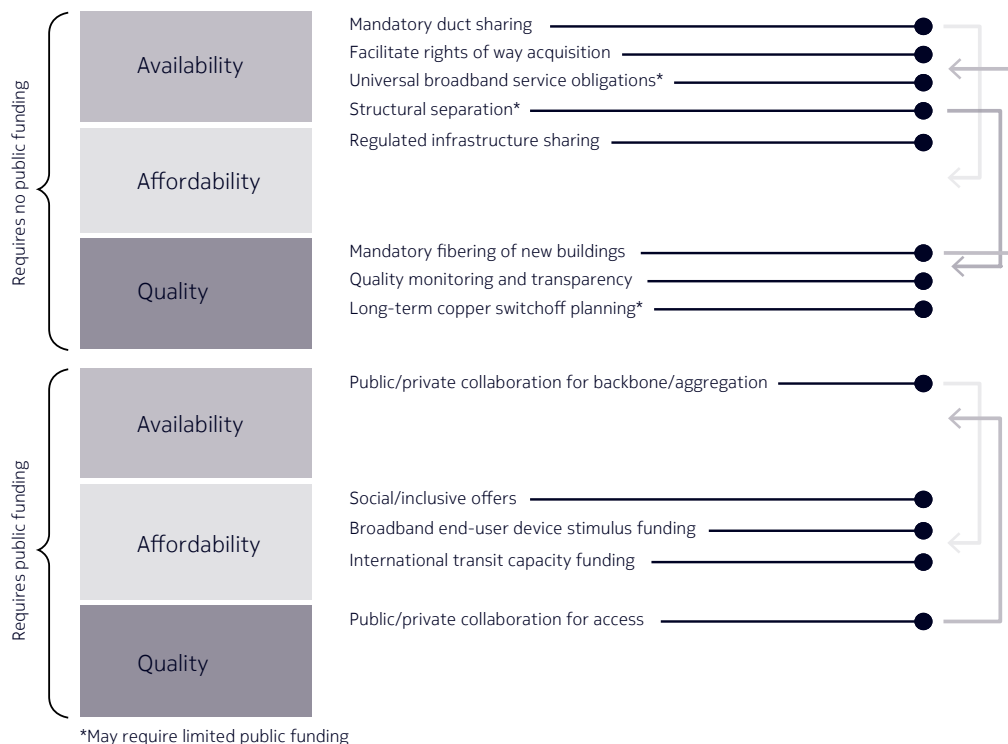 Requires no public funding
Availability
Mandatory duct sharing
Facilitate rights of way acquisition
Universal broadband service obligations*
Structural separation*
Regulated infrastructure sharing
Affordability
Quality
Mandatory fibering of new buildings
Quality monitoring and transparency
Long-term copper switchoff planning*
Requires public funding
Availability
Public/private collaboration for backbone/aggregation
Affordability
Social/inclusive offers
Broadband end-user device stimulus funding
International transit capacity funding
Quality
Public/private collaboration for access
*May require limited public funding